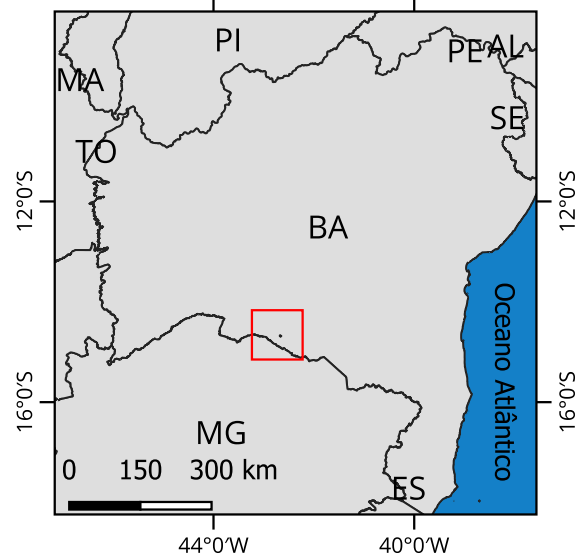 PI
PE AL
MA
SE
TO
12°0'S
12°0'S
BA
Oceano Atlântico
16°0'S
16°0'S
MG
0 150 300 km
ES
44°0'W 40°0'W